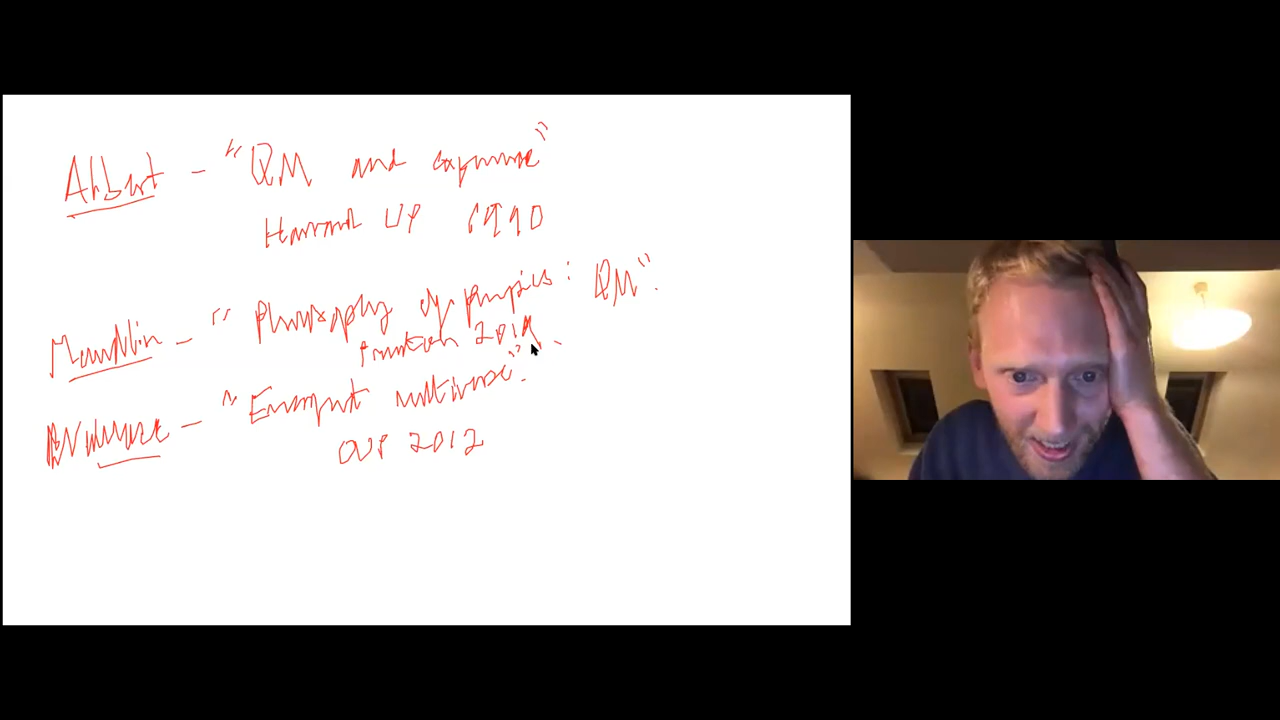 Albert - "QM and experience"
Harvard UP 1990
Maudlin - "Philosophy of physics: QM".
Princeton 2019.
Wallace - "Emergent multiverse".
OUP 2012